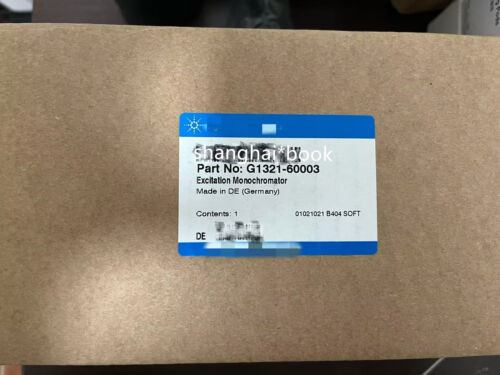 shanghai*book
Part No: G1321-60003
Excitation Monochromator
Made in DE (Germany)
Contents: 1
01021021 B404 SOFT
DE